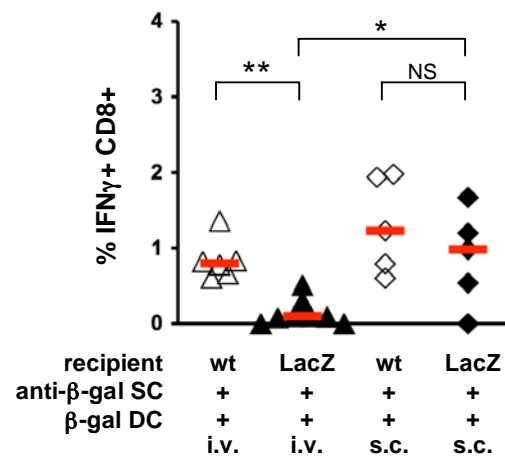 4
*
** NS
3
% IFNγ+ CD8+
2
1
0
recipient wt LacZ wt LacZ
anti-β-gal SC + + + +
β-gal DC + + + +
i.v. i.v. s.c. s.c.